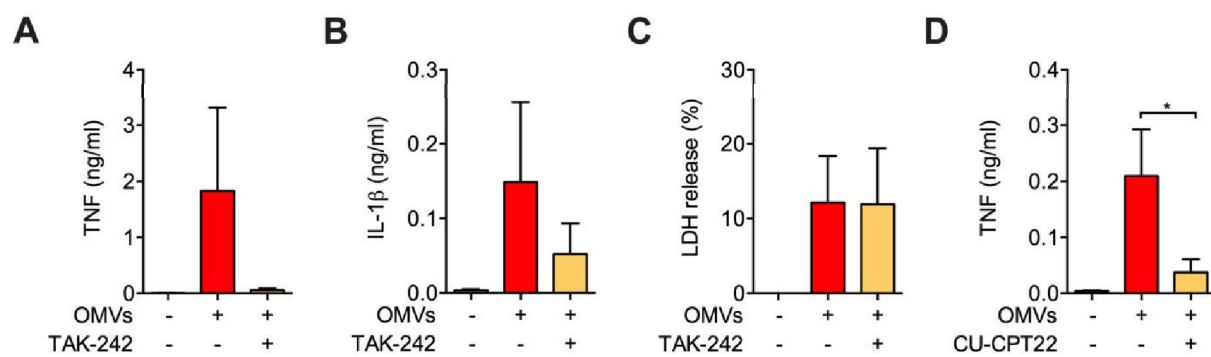 A
TNF (ng/ml)
4
3
2
1
0
OMVs - + +
TAK-242 - - +
B
IL-1β (ng/ml)
0.3
0.2
0.1
0.0
OMVs - + +
TAK-242 - - +
C
LDH release (%)
30
20
10
0
OMVs - + +
TAK-242 - - +
D
TNF (ng/ml)
0.4
0.3
0.2
0.1
0.0
*
OMVs - + +
CU-CPT22 - - +